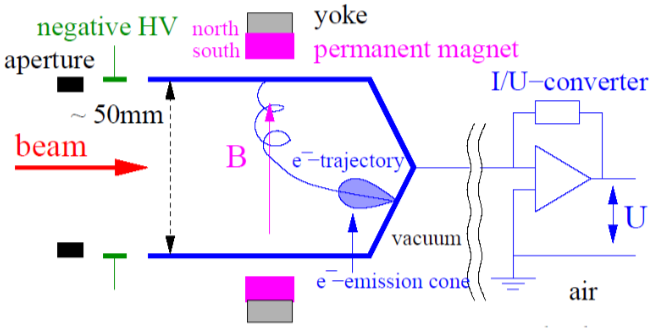 negative HV
north
south
yoke
permanent magnet
aperture
I/U−converter
~ 50mm
beam
B
e⁻−trajectory
U
vacuum
e⁻−emission cone
air